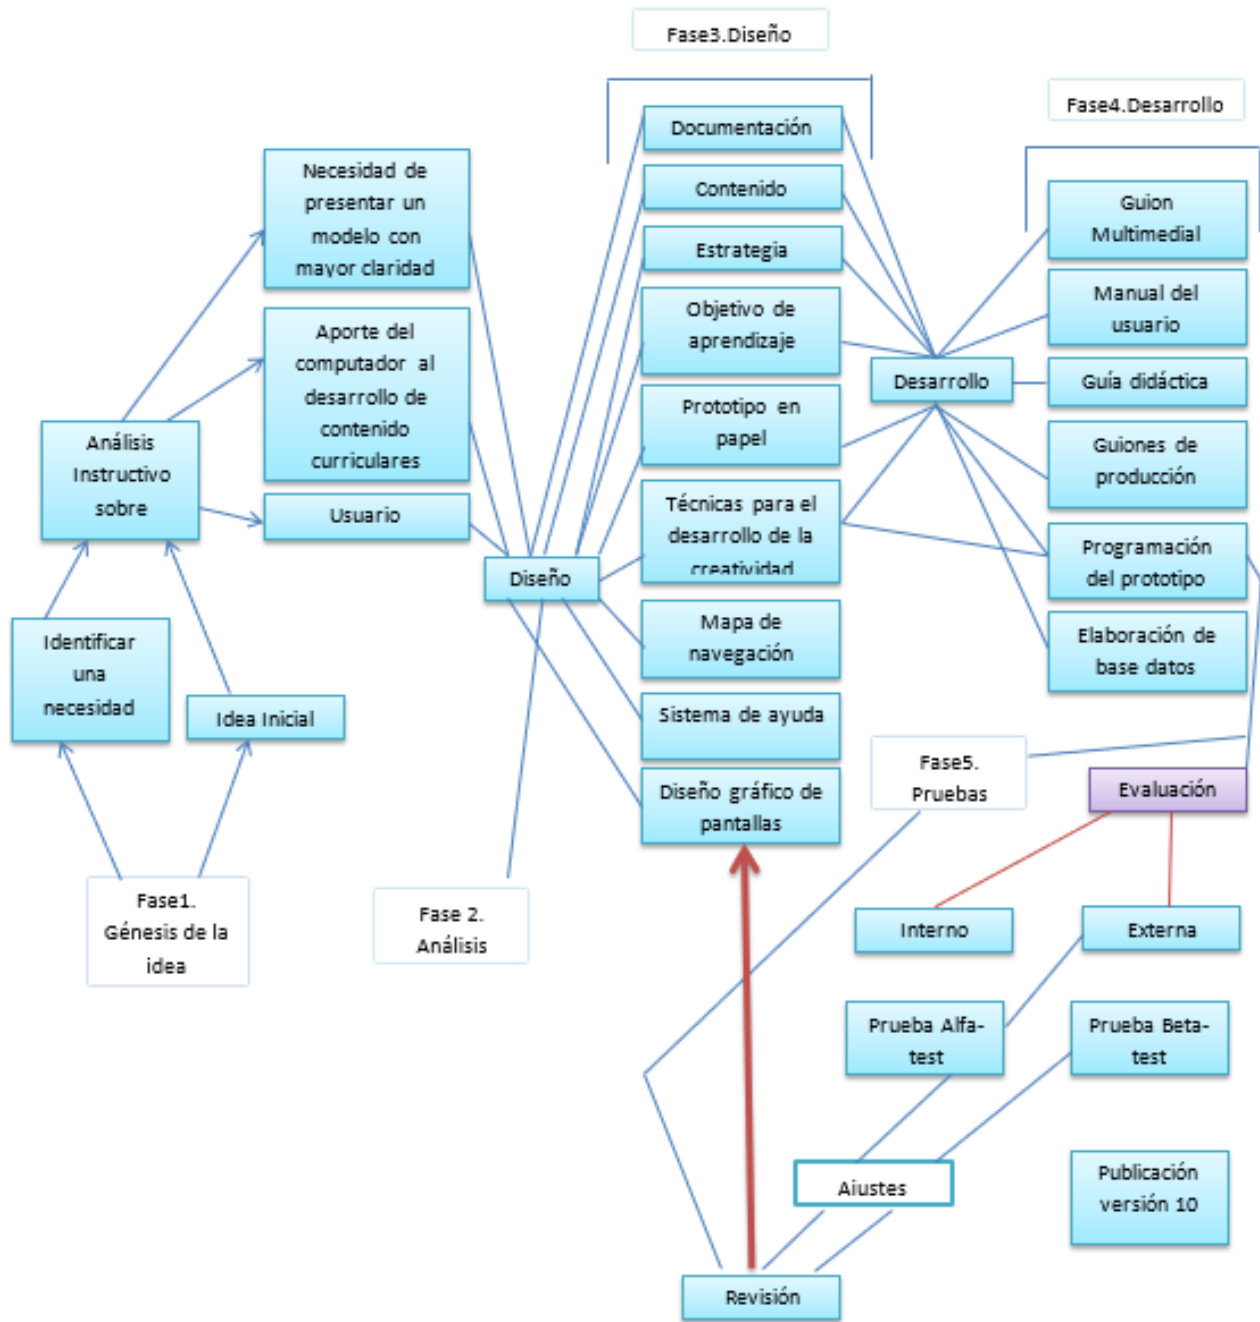 Fase3.Diseño
Fase4.Desarrollo
Documentación
Contenido
Estrategia
Objetivo de
aprendizaje
Prototipo en
papel
Técnicas para el
desarrollo de la
creatividad
Mapa de
navegación
Sistema de ayuda
Diseño gráfico de
pantallas
Necesidad de
presentar un
modelo con
mayor claridad
Aporte del
computador al
desarrollo de
contenido
curriculares
Usuario
Análisis
Instructivo
sobre
Identificar
una
necesidad
Idea Inicial
Fase1.
Génesis de la
idea
Fase 2.
Análisis
Diseño
Desarrollo
Guion
Multimedial
Manual del
usuario
Guía didáctica
Guiones de
producción
Programación
del prototipo
Elaboración de
base datos
Fase5.
Pruebas
Evaluación
Interno
Externa
Prueba Alfa-
test
Prueba Beta-
test
Aiustes
Publicación
versión 10
Revisión